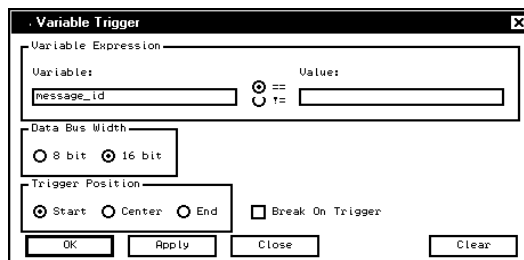 Variable Trigger
Variable Expression
Variable: Value:
message_id == !=
Data Bus Width
8 bit 16 bit
Trigger Position
Start Center End Break On Trigger
OK Apply Close Clear